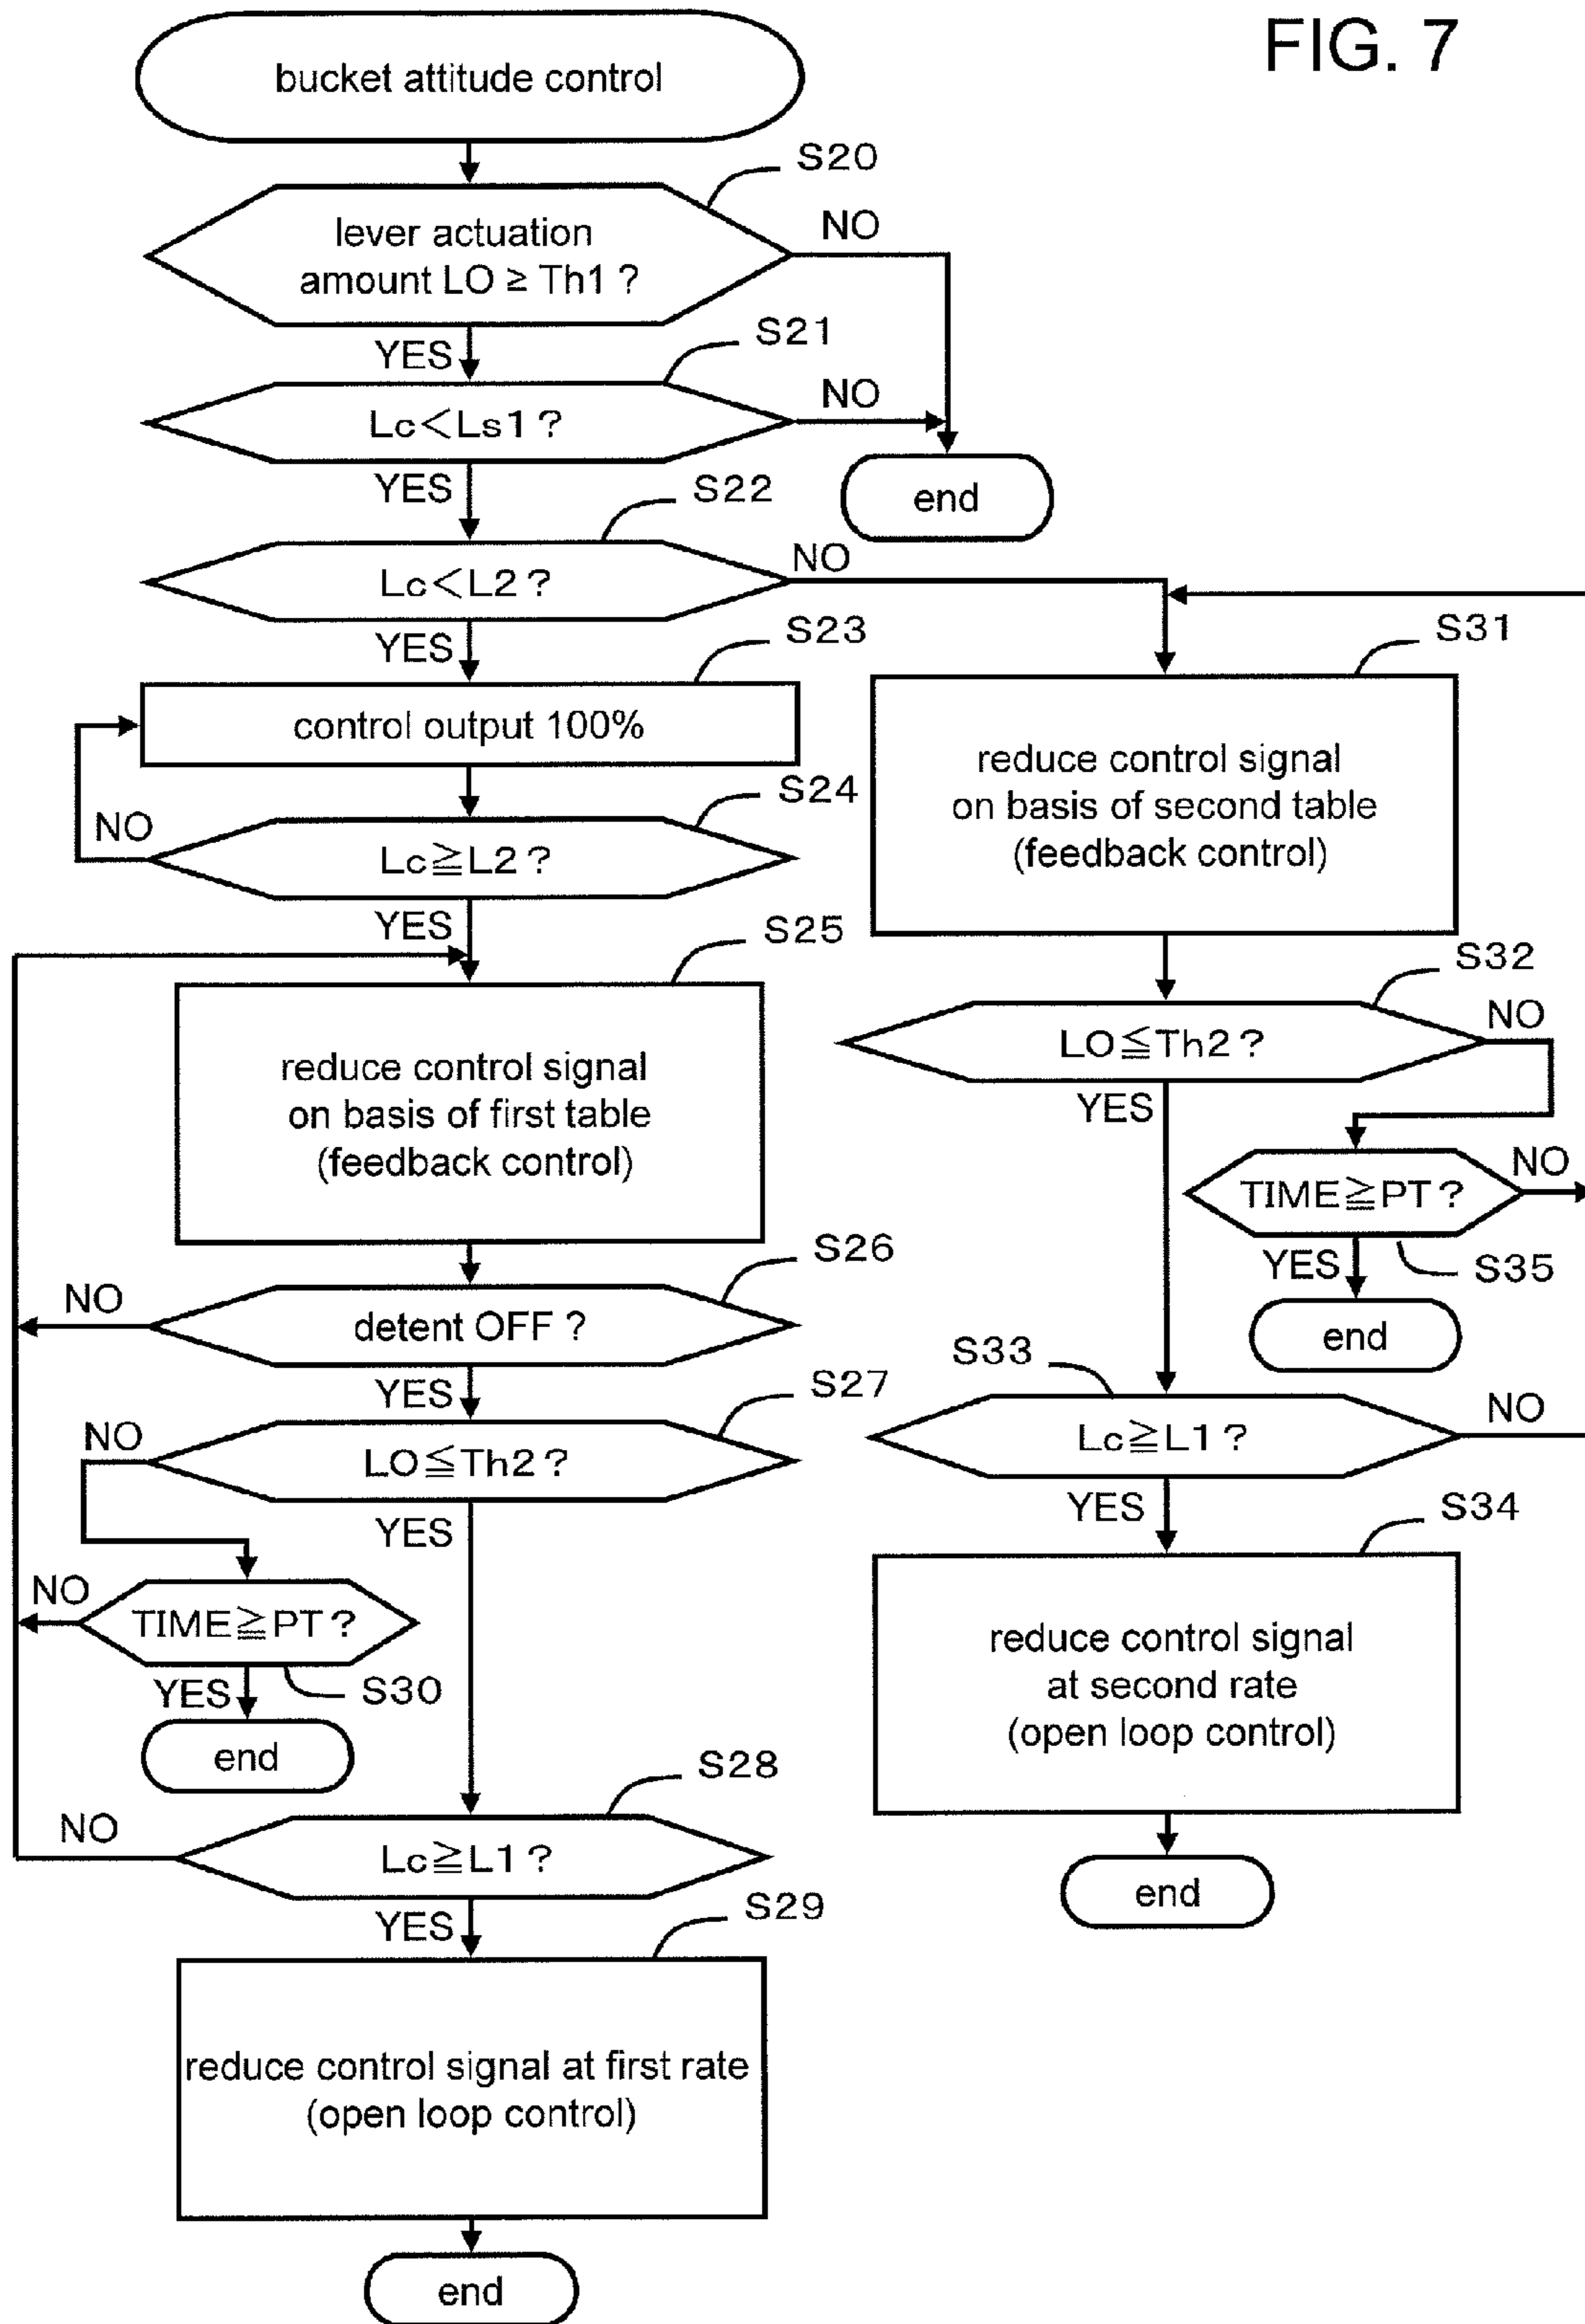 FIG. 7
bucket attitude control
S20
lever actuation
amount LO ≥ Th1 ?
NO
YES
S21
Lc<Ls1 ?
NO
end
YES
S22
Lc<L2 ?
NO
YES
S23
control output 100%
S24
NO
Lc≧L2 ?
YES
S25
reduce control signal
on basis of first table
(feedback control)
S26
NO
detent OFF ?
YES
S27
NO
LO≦Th2 ?
YES
NO
TIME≧PT ?
YES
S30
end
S28
NO
Lc≧L1 ?
YES
S29
reduce control signal at first rate
(open loop control)
end
S31
reduce control signal
on basis of second table
(feedback control)
S32
LO≦Th2 ?
NO
YES
TIME≧PT ?
NO
YES
S35
end
S33
Lc≧L1 ?
NO
YES
S34
reduce control signal
at second rate
(open loop control)
end